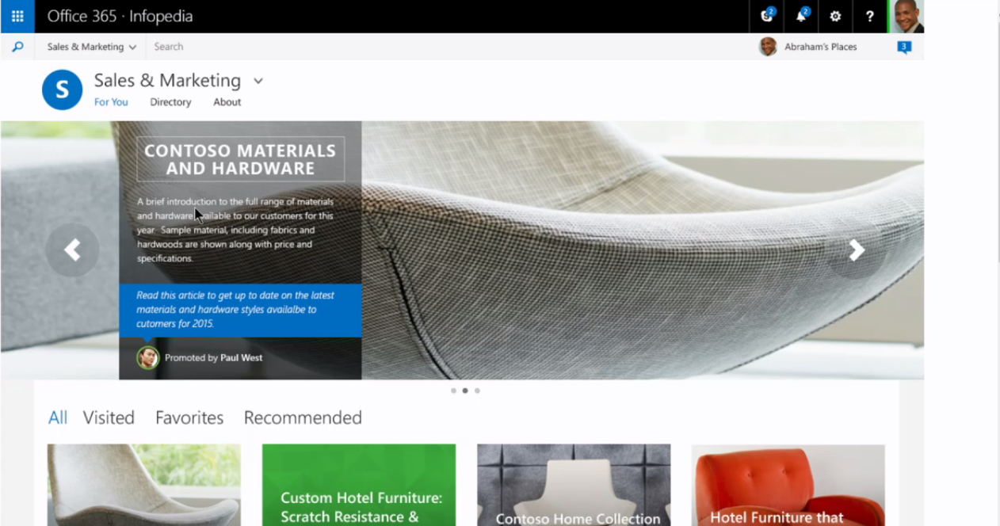 Office 365 · Infopedia
2
2
?
Sales & Marketing
Search
Abraham's Places
3
S
Sales & Marketing
For You
Directory
About
CONTOSO MATERIALS
AND HARDWARE
A brief introduction to the full range of materials
and hardware available to our customers for this
year. Sample material, including fabrics and
hardwoods are shown along with price and
specifications.
Read this article to get up to date on the latest
materials and hardware styles availalbe to
cutomers for 2015.
Promoted by Paul West
All
Visited
Favorites
Recommended
Custom Hotel Furniture:
Scratch Resistance &
Contoso Home Collection
Hotel Furniture that